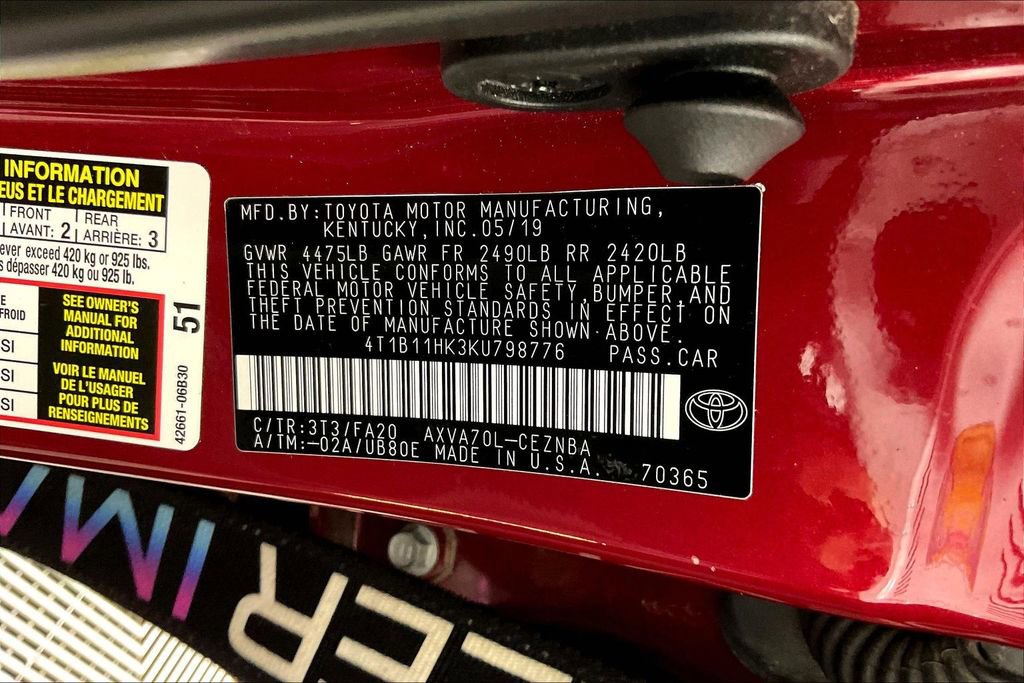 INFORMATION
EUS ET LE CHARGEMENT
FRONT REAR
AVANT: 2 ARRIÈRE: 3
ever exceed 420 kg or 925 lbs.
s dépasser 420 kg ou 925 lb.
E
FROID
SI
SI
SI
SEE OWNER'S
MANUAL FOR
ADDITIONAL
INFORMATION
VOIR LE MANUEL
DE L'USAGER
POUR PLUS DE
RENSEIGNEMENTS
51
42661-06B30
MFD.BY:TOYOTA MOTOR MANUFACTURING,
KENTUCKY,INC.05/19
GVWR 4475LB GAWR FR 2490LB RR 2420LB
THIS VEHICLE CONFORMS TO ALL APPLICABLE
FEDERAL MOTOR VEHICLE SAFETY,BUMPER,AND
THEFT PREVENTION STANDARDS IN EFFECT ON
THE DATE OF MANUFACTURE SHOWN ABOVE.
4T1B11HK3KU798776 PASS.CAR
C/TR:3T3/FA20 AXVA70L-CEZNBA
A/TM:-02A/UB80E MADE IN U.S.A. 70365